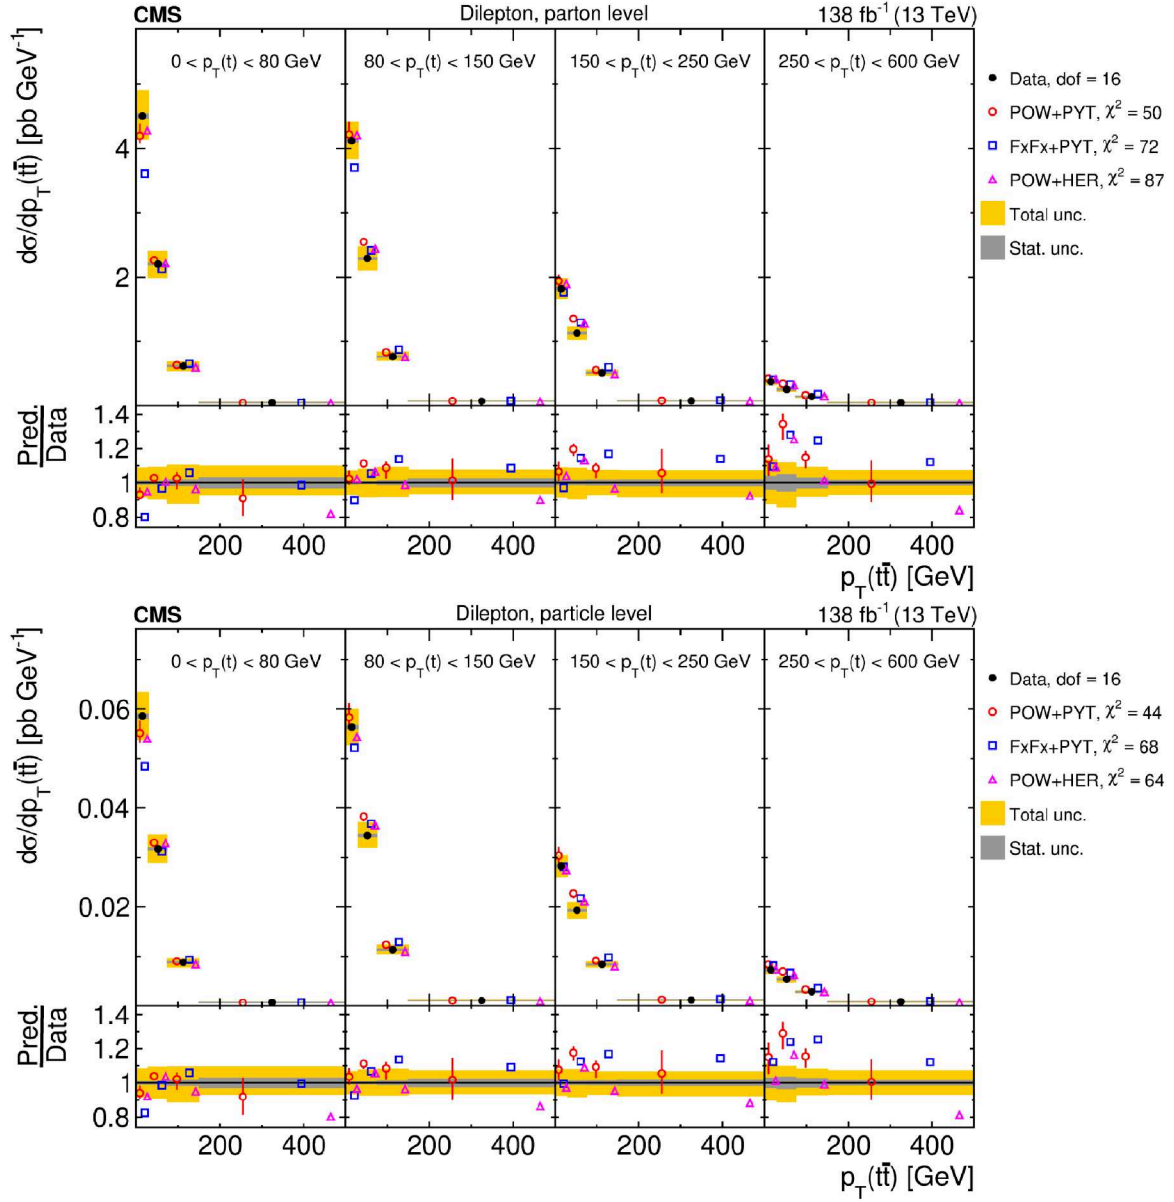 CMS Dilepton, parton level 138 fb⁻¹ (13 TeV)
0 < p_T(t) < 80 GeV 80 < p_T(t) < 150 GeV 150 < p_T(t) < 250 GeV 250 < p_T(t) < 600 GeV
dσ/dp_T(tt̄) [pb GeV⁻¹]
4
2
Data, dof = 16
POW+PYT, χ² = 50
FxFx+PYT, χ² = 72
POW+HER, χ² = 87
Total unc.
Stat. unc.
Pred.
Data
1.4
1.2
1
0.8
200 400 200 400 200 400 200 400
p_T(tt̄) [GeV]
CMS Dilepton, particle level 138 fb⁻¹ (13 TeV)
0 < p_T(t) < 80 GeV 80 < p_T(t) < 150 GeV 150 < p_T(t) < 250 GeV 250 < p_T(t) < 600 GeV
dσ/dp_T(tt̄) [pb GeV⁻¹]
0.06
0.04
0.02
Data, dof = 16
POW+PYT, χ² = 44
FxFx+PYT, χ² = 68
POW+HER, χ² = 64
Total unc.
Stat. unc.
Pred.
Data
1.4
1.2
1
0.8
200 400 200 400 200 400 200 400
p_T(tt̄) [GeV]